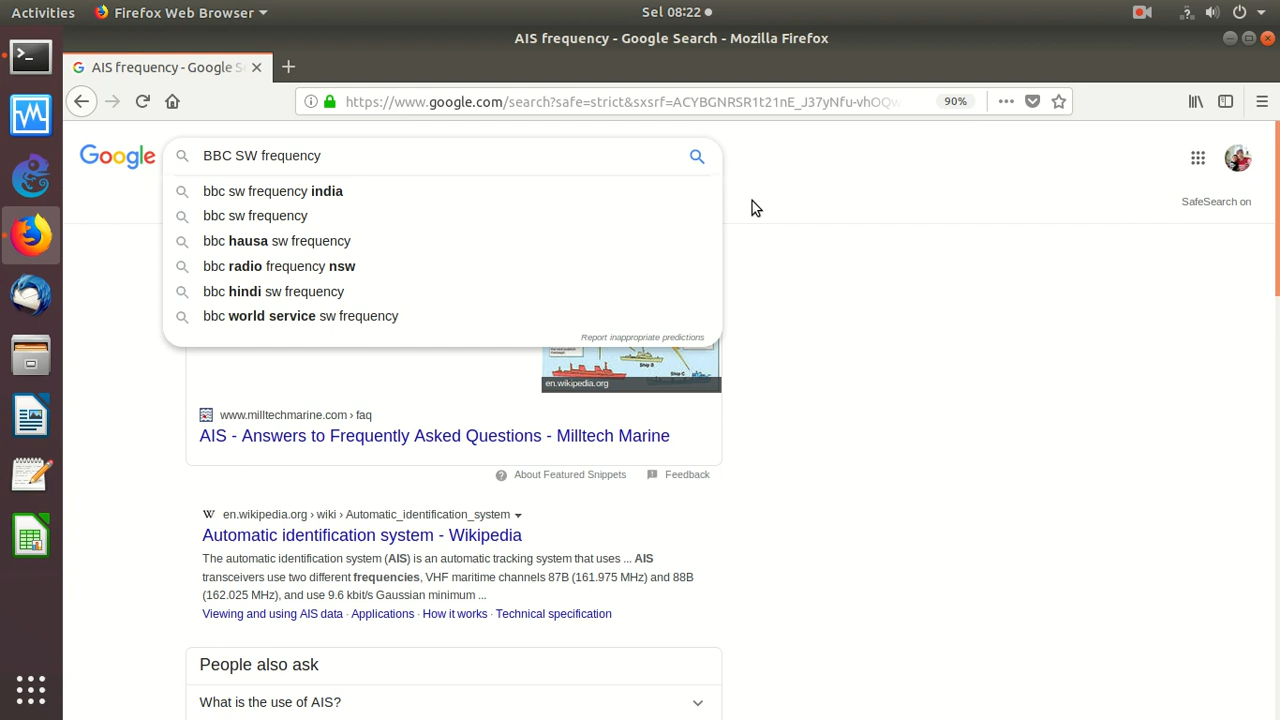 Activities Firefox Web Browser Sel 08:22
AIS frequency - Google Search - Mozilla Firefox
AIS frequency - Google S
https://www.google.com/search?safe=strict&sxsrf=ACYBGNRSR1t21nE_J37yNfu-vhOQw 90%
Google BBC SW frequency
bbc sw frequency india
SafeSearch on
bbc sw frequency
bbc hausa sw frequency
bbc radio frequency nsw
bbc hindi sw frequency
bbc world service sw frequency
Report inappropriate predictions
Ship B
Ship C
en.wikipedia.org
www.milltechmarine.com › faq
AIS - Answers to Frequently Asked Questions - Milltech Marine
About Featured Snippets Feedback
W en.wikipedia.org › wiki › Automatic_identification_system
Automatic identification system - Wikipedia
The automatic identification system (AIS) is an automatic tracking system that uses ... AIS
transceivers use two different frequencies, VHF maritime channels 87B (161.975 MHz) and 88B
(162.025 MHz), and use 9.6 kbit/s Gaussian minimum ...
Viewing and using AIS data · Applications · How it works · Technical specification
People also ask
What is the use of AIS?